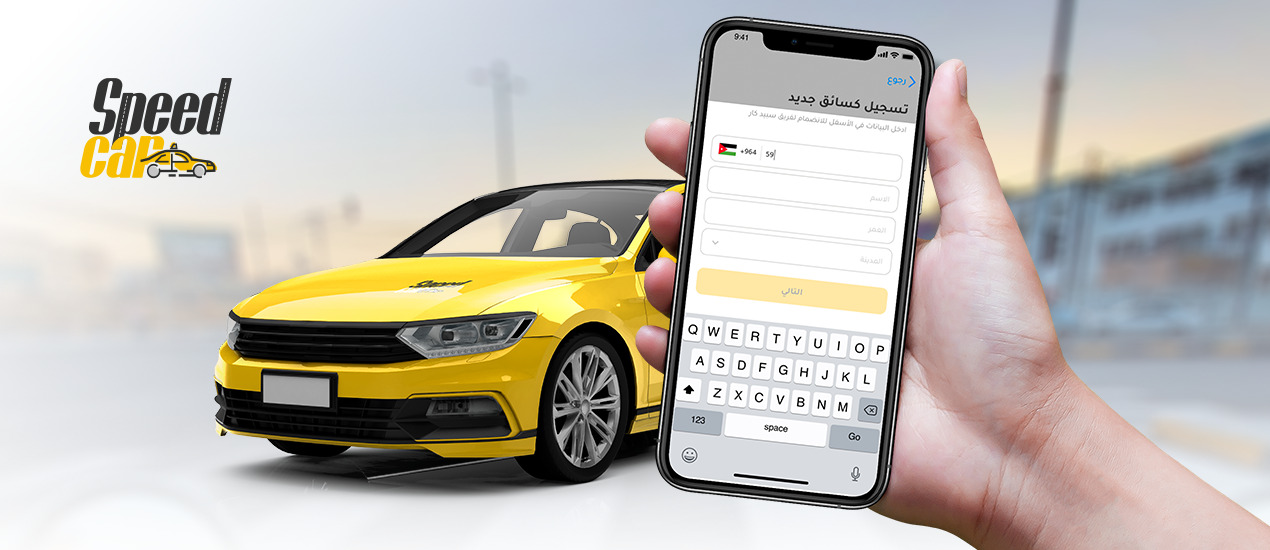 Speed
car
9:41
رجوع
تسجيل كسائق جديد
ادخل البيانات في الأسفل للانضمام لفريق سبيد كار
+964 59
الاسم
العمر
المدينة
التالي
Q W E R T Y U I O P
A S D F G H J K L
Z X C V B N M
123 space Go
Speed